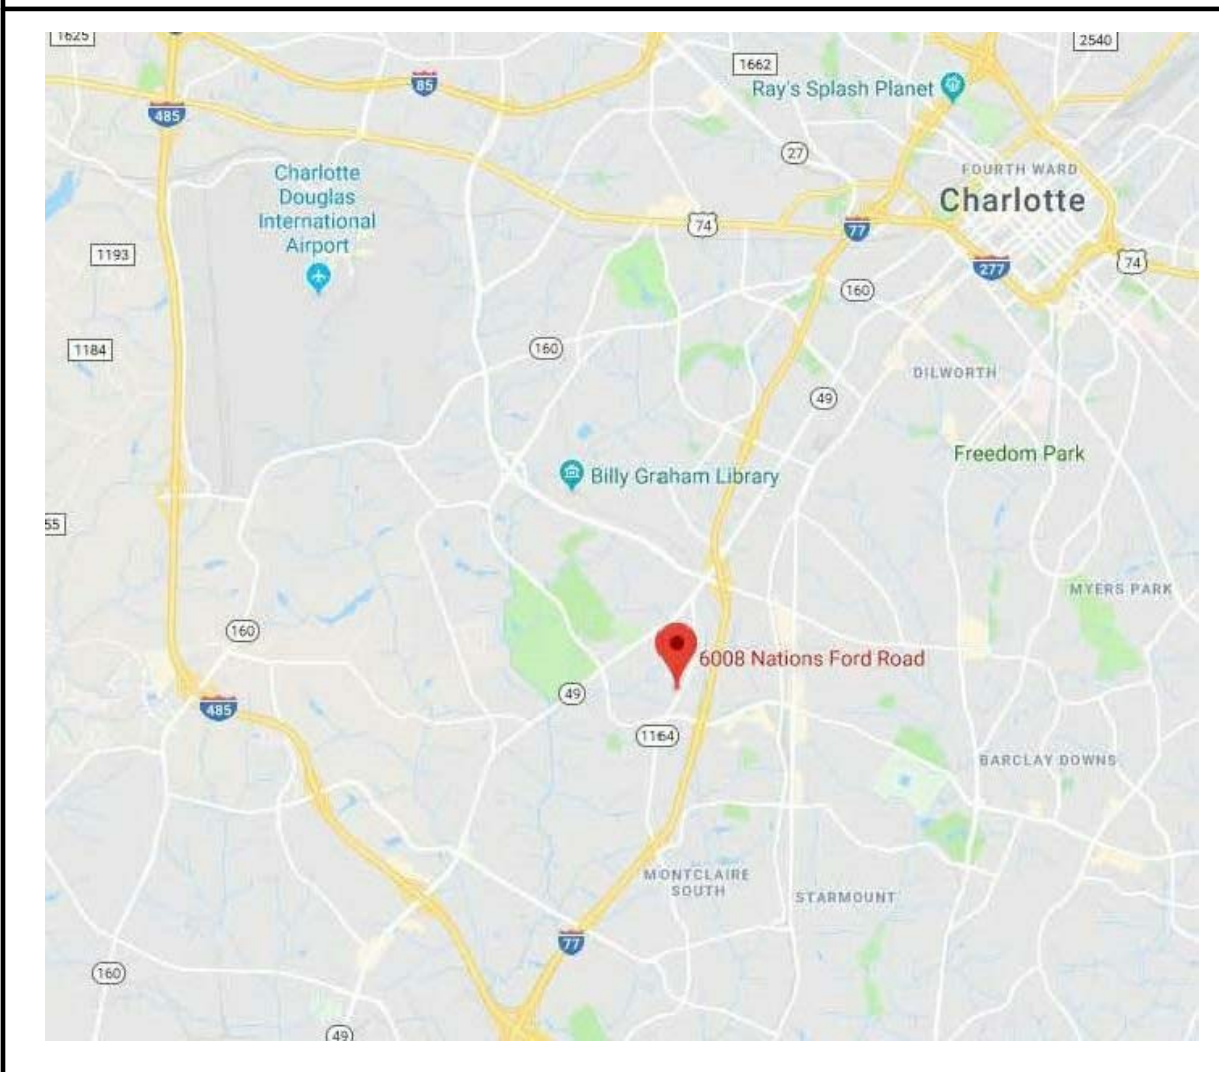 1625
2540
1662
85
Ray's Splash Planet
485
27
FOURTH WARD
Charlotte
Charlotte
Douglas
International
Airport
74
77
1193
74
277
160
1184
160
DILWORTH
49
Freedom Park
Billy Graham Library
55
MYERS PARK
160
6008 Nations Ford Road
49
485
1164
BARCLAY DOWNS
MONTCLAIRE
SOUTH
STARMOUNT
77
160
49